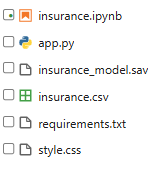 insurance.ipynb
app.py
insurance_model.sav
insurance.csv
requirements.txt
style.css